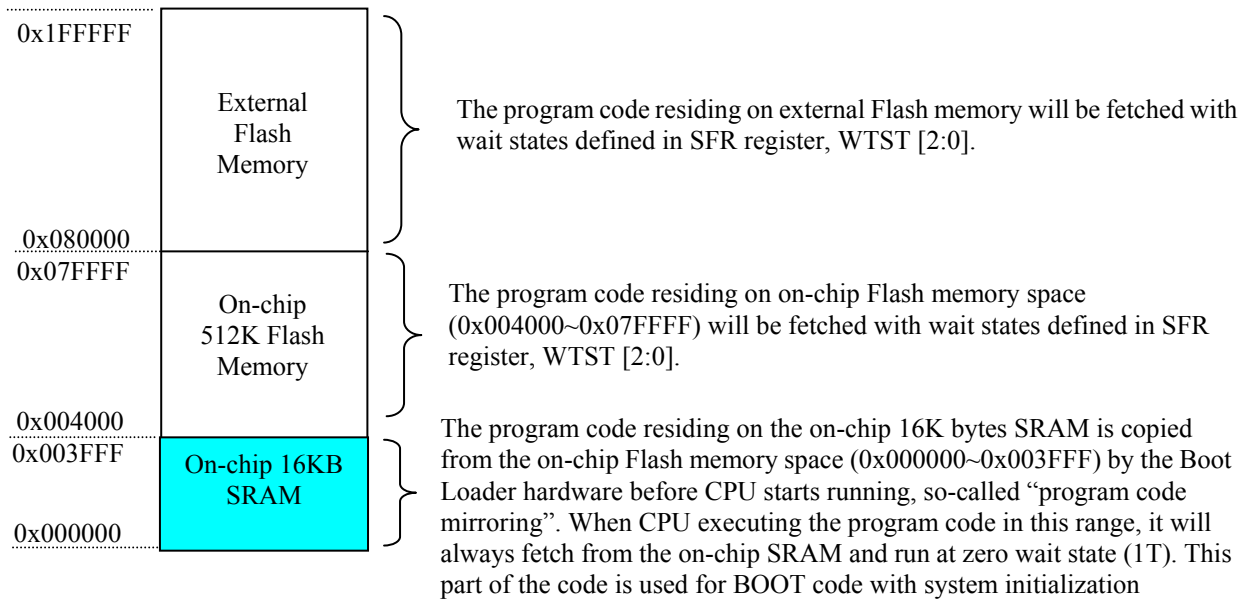 0x1FFFFF
External
Flash
Memory
The program code residing on external Flash memory will be fetched with
wait states defined in SFR register, WTST [2:0].
0x080000
0x07FFFF
On-chip
512K Flash
Memory
The program code residing on on-chip Flash memory space
(0x004000~0x07FFFF) will be fetched with wait states defined in SFR
register, WTST [2:0].
0x004000
0x003FFF
On-chip 16KB
SRAM
0x000000
The program code residing on the on-chip 16K bytes SRAM is copied
from the on-chip Flash memory space (0x000000~0x003FFF) by the Boot
Loader hardware before CPU starts running, so-called “program code
mirroring”. When CPU executing the program code in this range, it will
always fetch from the on-chip SRAM and run at zero wait state (1T). This
part of the code is used for BOOT code with system initialization